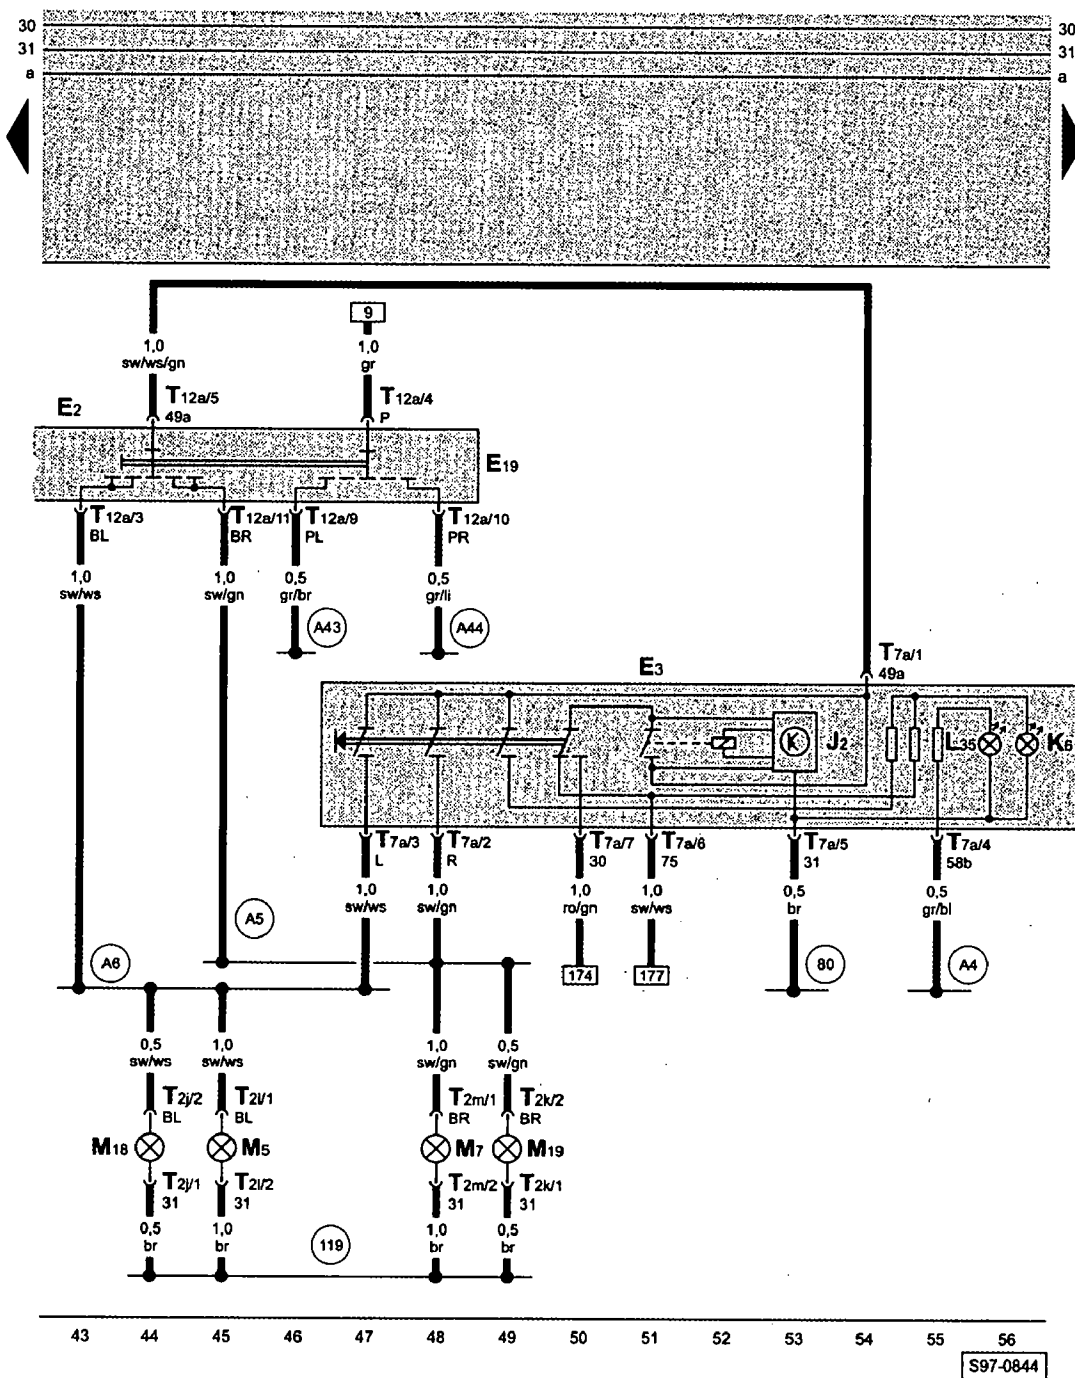 30 30
31 31
a a
9
1,0 1,0
sw/ws/gn gr
T12a/5 T12a/4
E2 49a P
E19
T12a/3 T12a/11 T12a/9 T12a/10
BL BR PL PR
1,0 1,0 0,5 0,5
sw/ws sw/gn gr/br gr/li
A43 A44
E3 T7a/1
49a
J2 L35 K6
T7a/3 T7a/2 T7a/7 T7a/6 T7a/5 T7a/4
L R 30 75 31 58b
1,0 1,0 1,0 1,0 0,5 0,5
sw/ws sw/gn ro/gn sw/ws br gr/bl
A5
A6 174 177 80 A4
0,5 1,0 1,0 0,5
sw/ws sw/ws sw/gn sw/gn
T2j/2 T2l/1 T2m/1 T2k/2
BL BL BR BR
M18 M5 M7 M19
T2j/1 T2l/2 T2m/2 T2k/1
31 31 31 31
0,5 1,0 1,0 0,5
br br br br
119
43 44 45 46 47 48 49 50 51 52 53 54 55 56
S97-0844